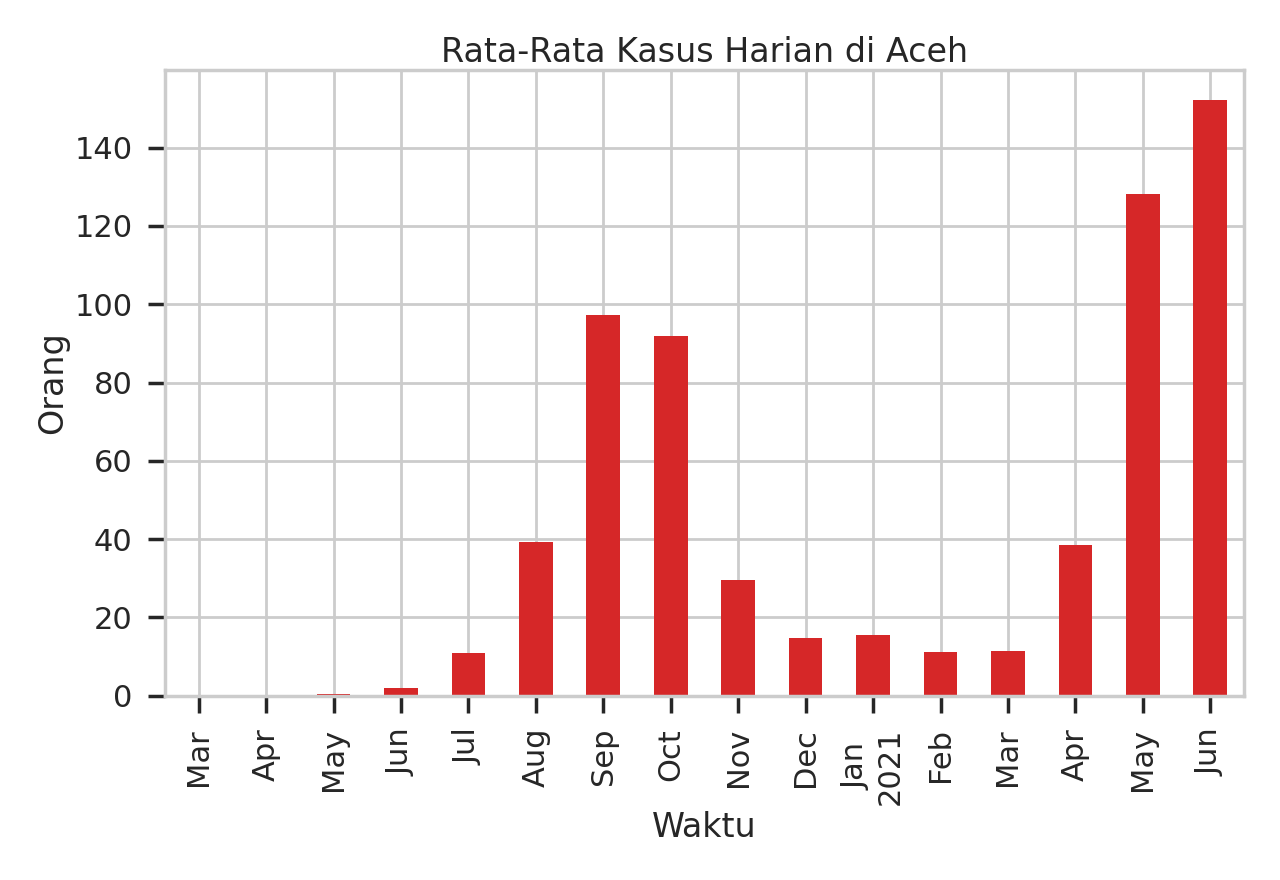 Rata-Rata Kasus Harian di Aceh
140
120
100
80
60
40
20
0
Orang
Mar
Apr
May
Jun
Jul
Aug
Sep
Oct
Nov
Dec
Jan
2021
Feb
Mar
Apr
May
Jun
Waktu